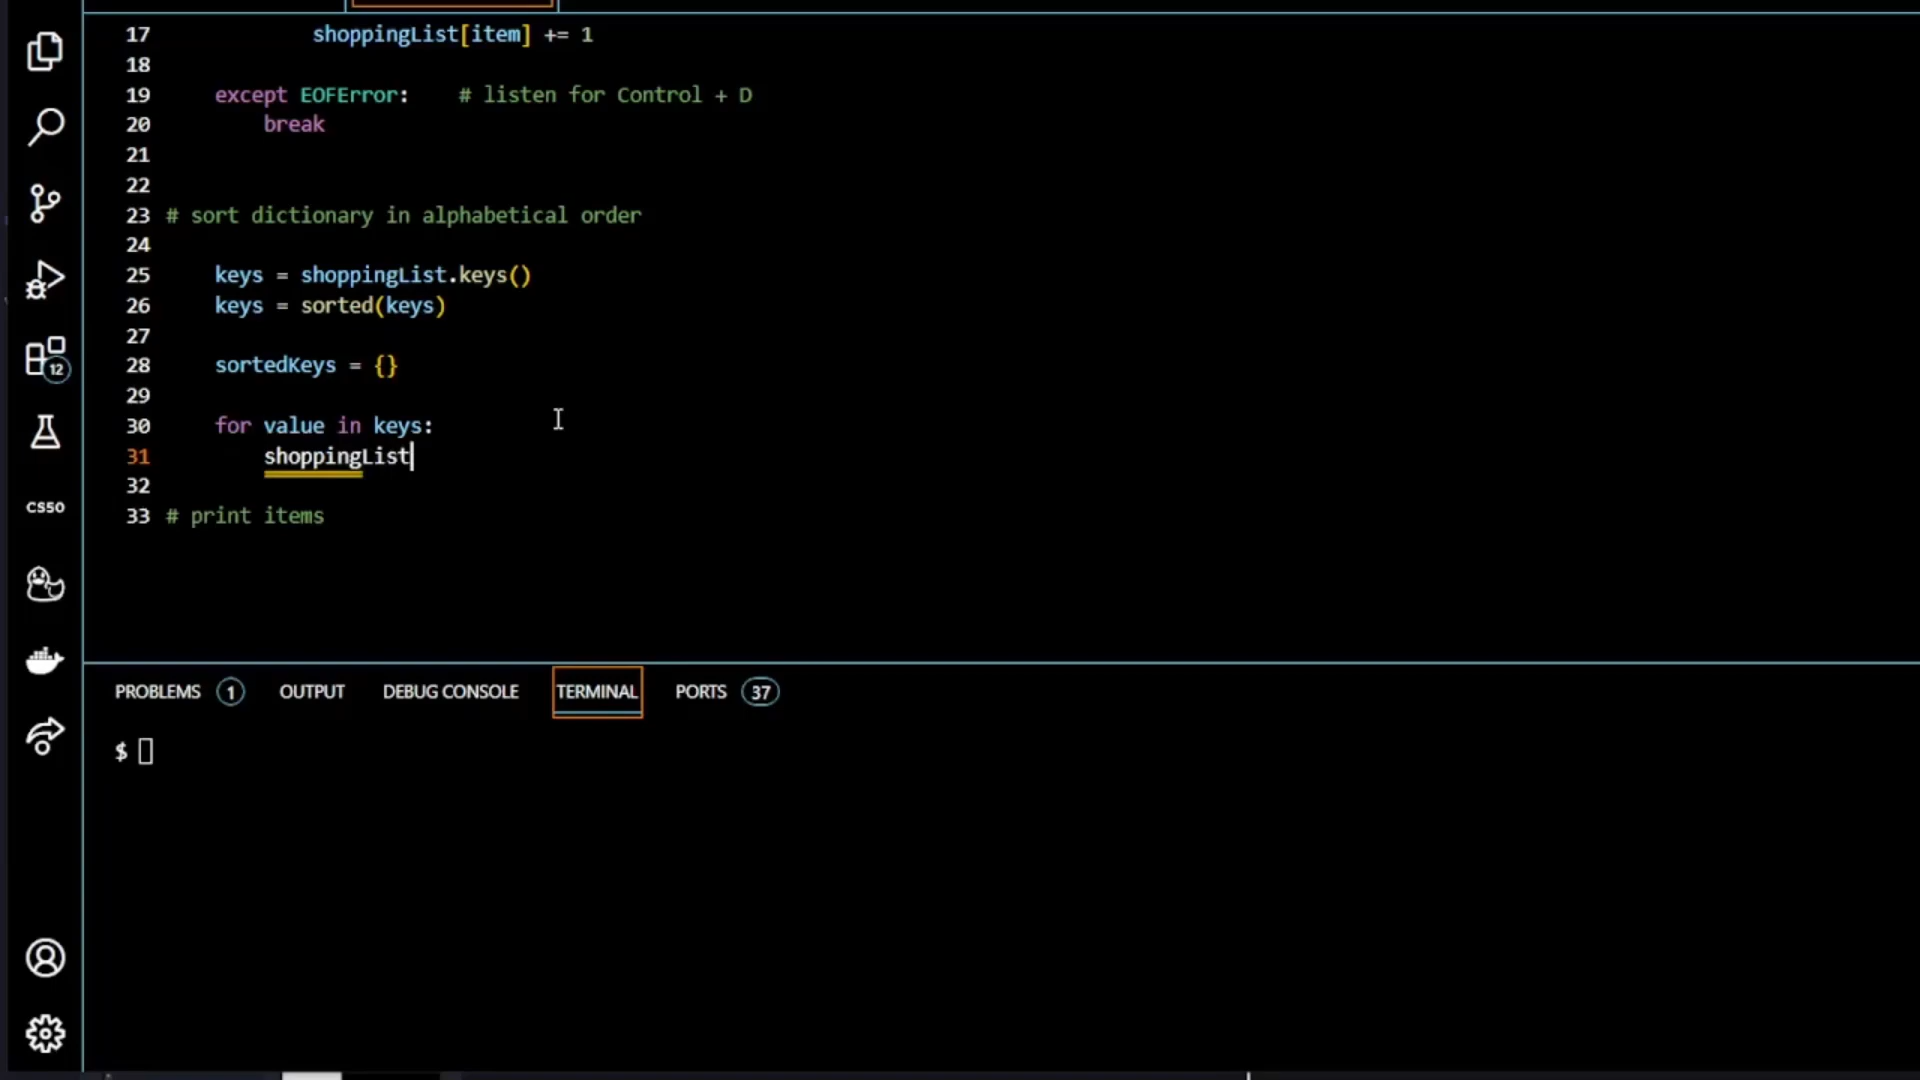 17 shoppingList[item] += 1
18
19 except EOFError: # listen for Control + D
20 break
21
22
23 # sort dictionary in alphabetical order
24
25 keys = shoppingList.keys()
26 keys = sorted(keys)
27
28 sortedKeys = {}
29
30 for value in keys:
31 shoppingList
32
33 # print items
12
CS50
PROBLEMS 1 OUTPUT DEBUG CONSOLE TERMINAL PORTS 37
$